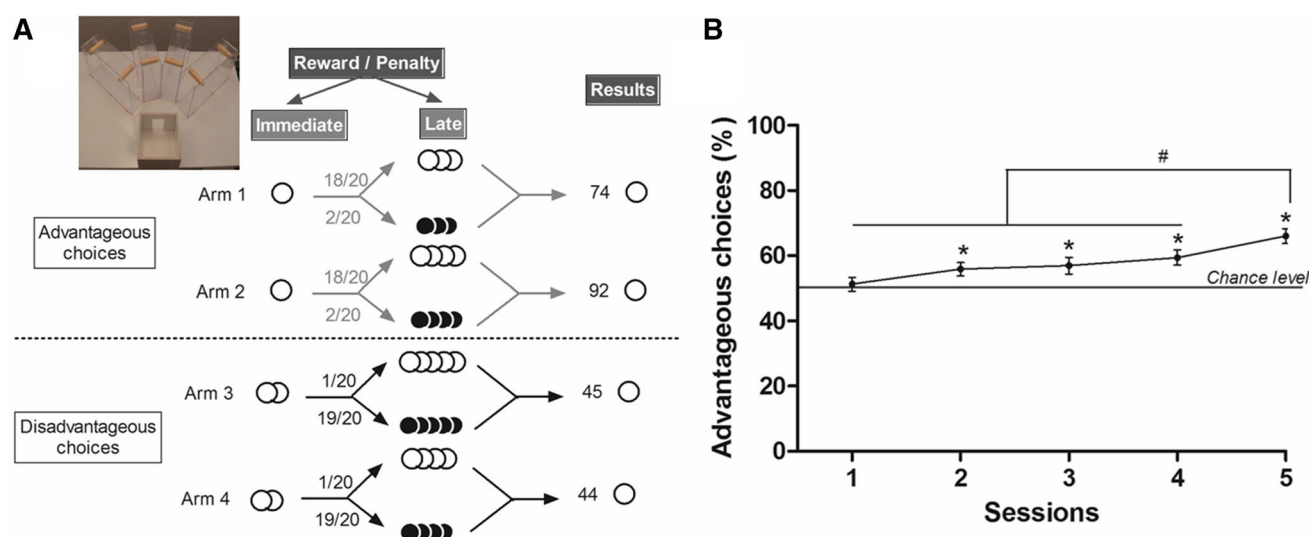 A
Reward / Penalty
Results
Immediate
Late
18/20
Arm 1
74
2/20
Advantageous
choices
18/20
Arm 2
92
2/20
1/20
Arm 3
45
19/20
Disadvantageous
choices
1/20
Arm 4
44
19/20
B
Advantageous choices (%)
100
80
60
40
20
0
#
*
*
*
*
Chance level
1
2
3
4
5
Sessions